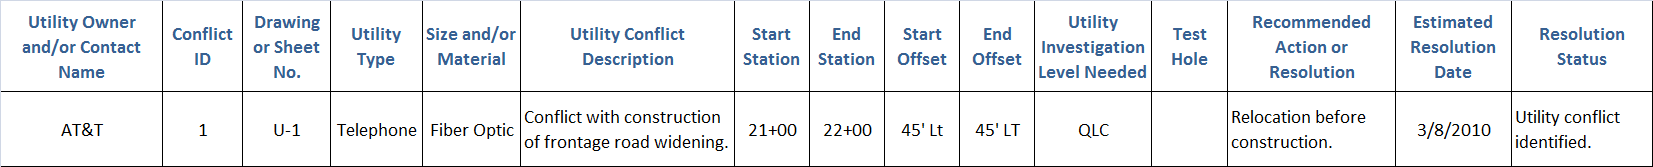 Utility Owner
and/or Contact
Name
Conflict
ID
Drawing
or Sheet
No.
Utility
Type
Size and/or
Material
Utility Conflict
Description
Start
Station
End
Station
Start
Offset
End
Offset
Utility
Investigation
Level Needed
Test
Hole
Recommended
Action or
Resolution
Estimated
Resolution
Date
Resolution
Status
AT&T
1
U-1
Telephone
Fiber Optic
Conflict with construction
of frontage road widening.
21+00
22+00
45' Lt
45' LT
QLC
Relocation before
construction.
3/8/2010
Utility conflict
identified.